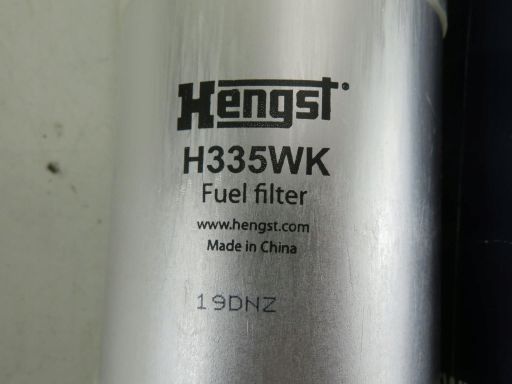 Hengst
H335WK
Fuel filter
www.hengst.com
Made in China
19DNZ